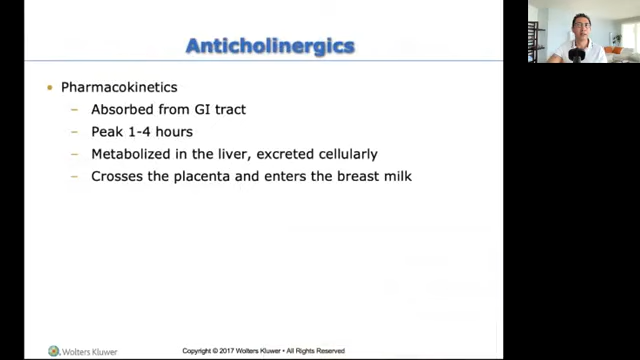 Anticholinergics
• Pharmacokinetics
– Absorbed from GI tract
– Peak 1-4 hours
– Metabolized in the liver, excreted cellularly
– Crosses the placenta and enters the breast milk
Wolters Kluwer
Copyright © 2017 Wolters Kluwer • All Rights Reserved